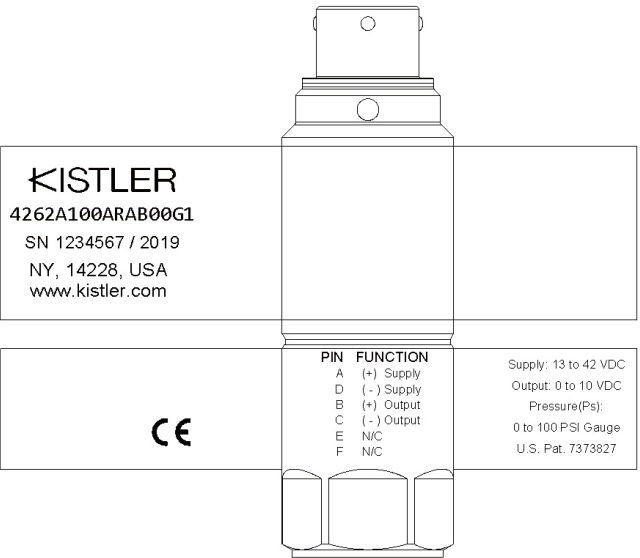 KISTLER
4262A100ARAB00G1
SN 1234567 / 2019
NY, 14228, USA
www.kistler.com
PIN FUNCTION
A (+) Supply
D (-) Supply
B (+) Output
C (-) Output
E N/C
F N/C
CE
Supply: 13 to 42 VDC
Output: 0 to 10 VDC
Pressure(Ps):
0 to 100 PSI Gauge
U.S. Pat. 7373827